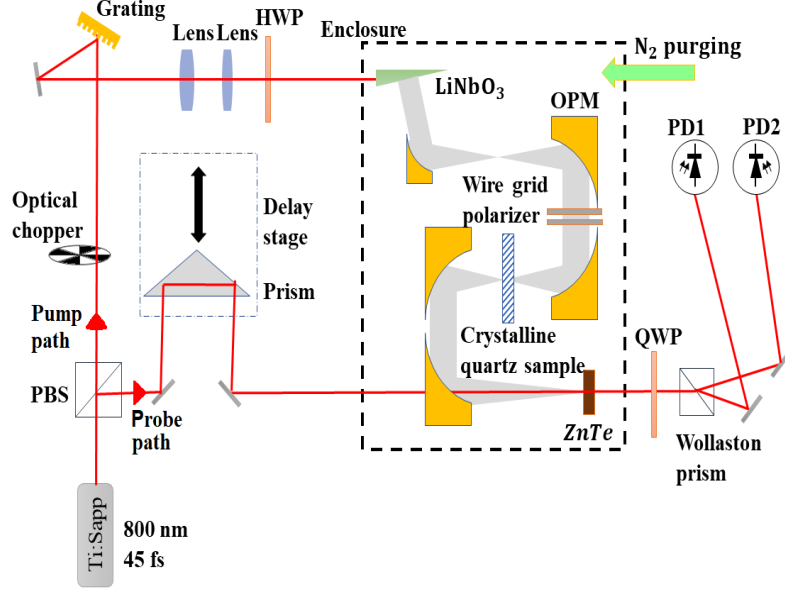 Grating
Lens Lens
HWP
Enclosure
N₂ purging
LiNbO₃
OPM
PD1
PD2
Optical
chopper
Delay
stage
Wire grid
polarizer
Prism
Pump
path
Crystalline
quartz sample
QWP
PBS
Probe
path
ZnTe
Wollaston
prism
Ti:Sapp
800 nm
45 fs